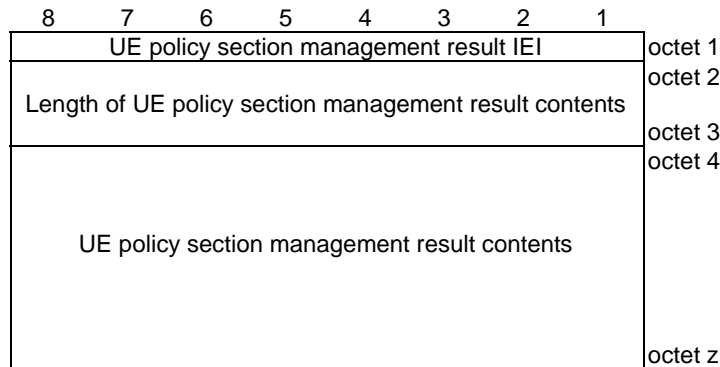 8 7 6 5 4 3 2 1
UE policy section management result IEI octet 1
octet 2
Length of UE policy section management result contents
octet 3
octet 4
UE policy section management result contents
octet z